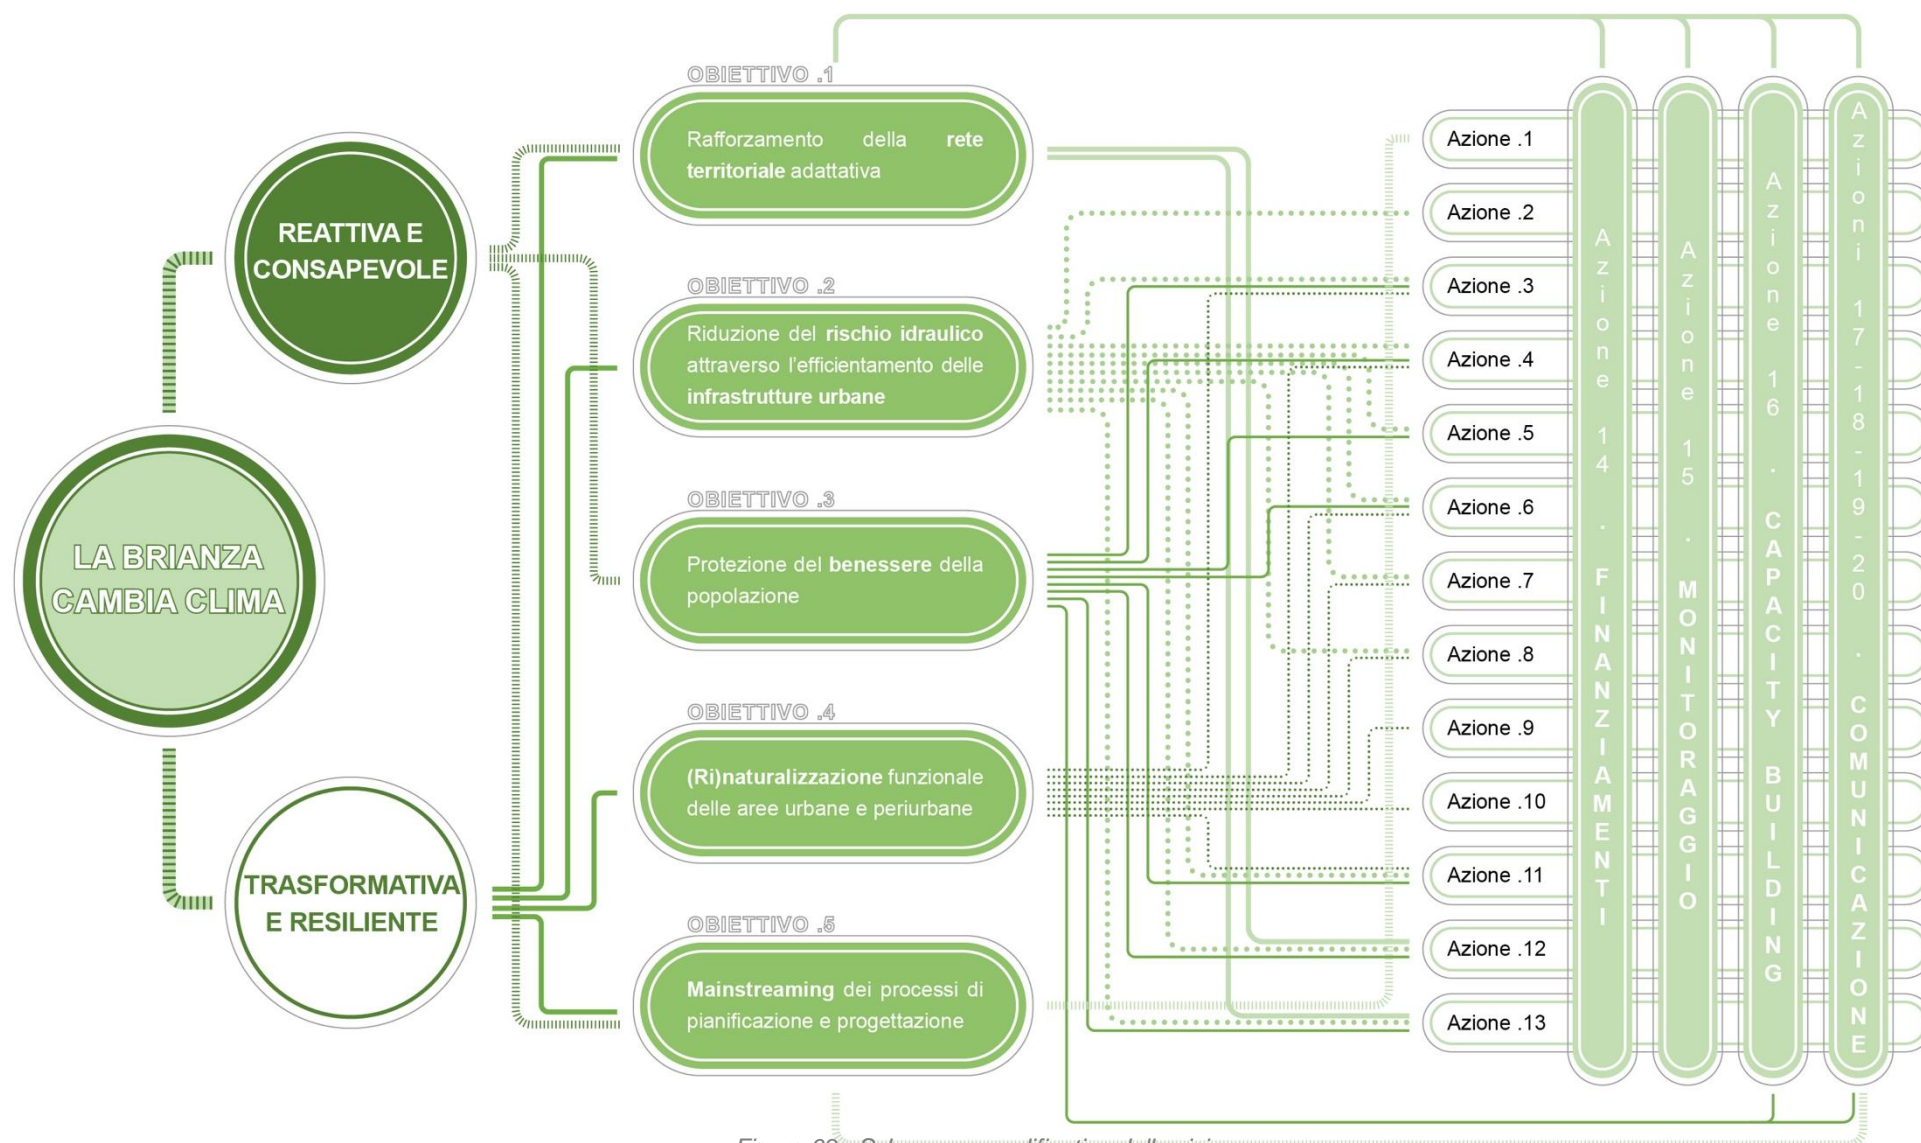 LA BRIANZA
CAMBIA CLIMA
REATTIVA E
CONSAPEVOLE
TRASFORMATIVA
E RESILIENTE
OBIETTIVO .1
Rafforzamento della rete
territoriale adattativa
OBIETTIVO .2
Riduzione del rischio idraulico
attraverso l'efficientamento delle
infrastrutture urbane
OBIETTIVO .3
Protezione del benessere della
popolazione
OBIETTIVO .4
(Ri)naturalizzazione funzionale
delle aree urbane e periurbane
OBIETTIVO .5
Mainstreaming dei processi di
pianificazione e progettazione
Azione .1
Azione .2
Azione .3
Azione .4
Azione .5
Azione .6
Azione .7
Azione .8
Azione .9
Azione .10
Azione .11
Azione .12
Azione .13
Azione 14 . FINANZIAMENTI
Azione 15 . MONITORAGGIO
Azione 16 . CAPACITY BUILDING
Azioni 17-18-19-20 . COMUNICAZIONE